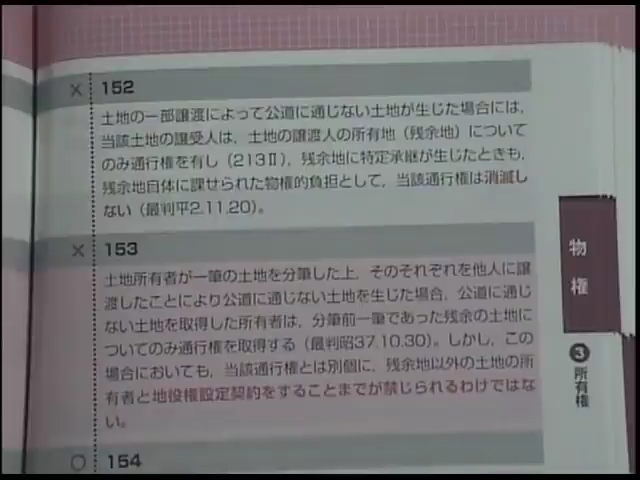 × 152
土地の一部譲渡によって公道に通じない土地が生じた場合には，
当該土地の譲受人は，土地の譲渡人の所有地（残余地）について
のみ通行権を有し（213Ⅱ），残余地に特定承継が生じたときも，
残余地自体に課せられた物権的負担として，当該通行権は消滅し
ない（最判平2.11.20）。
× 153
土地所有者が一筆の土地を分筆した上，そのそれぞれを他人に譲
渡したことにより公道に通じない土地を生じた場合，公道に通じ
ない土地を取得した所有者は，分筆前一筆であった残余の土地に
ついてのみ通行権を取得する（最判昭37.10.30）。しかし，この
場合においても，当該通行権とは別個に，残余地以外の土地の所
有者と地役権設定契約をすることまでが禁じられるわけではな
い。
○ 154
物権
❸所有権